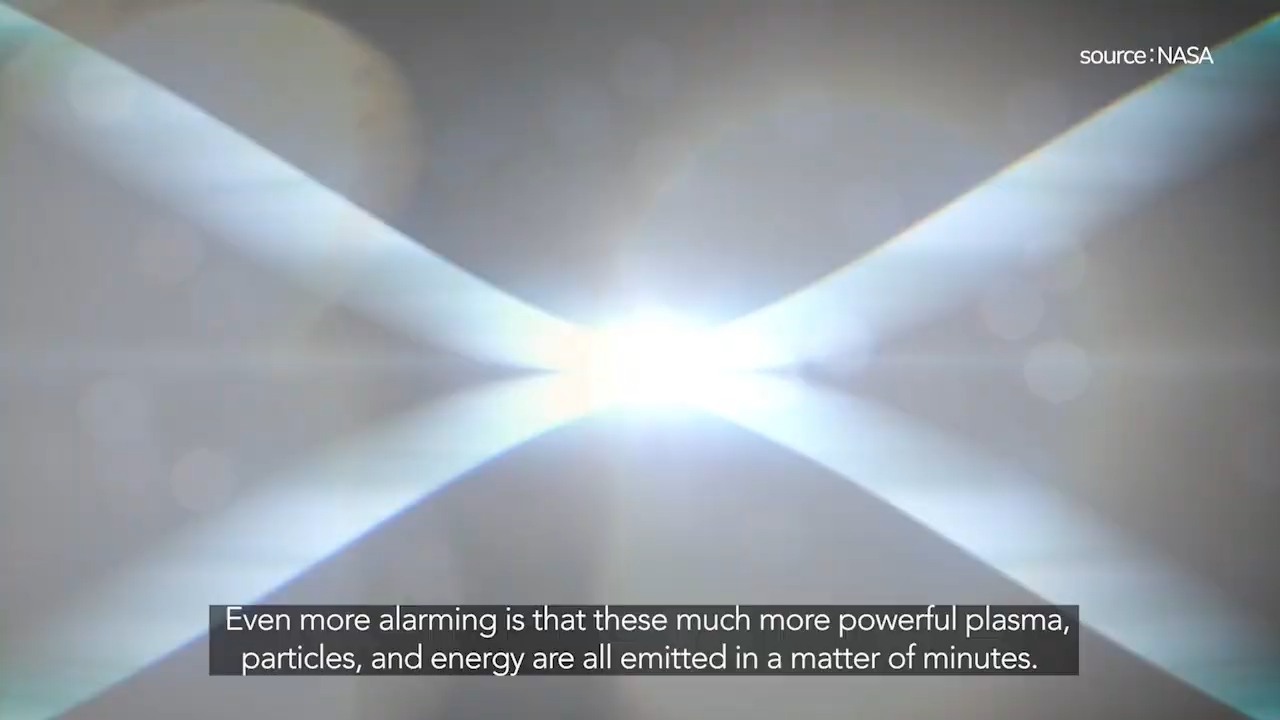 source:NASA
Even more alarming is that these much more powerful plasma,
particles, and energy are all emitted in a matter of minutes.